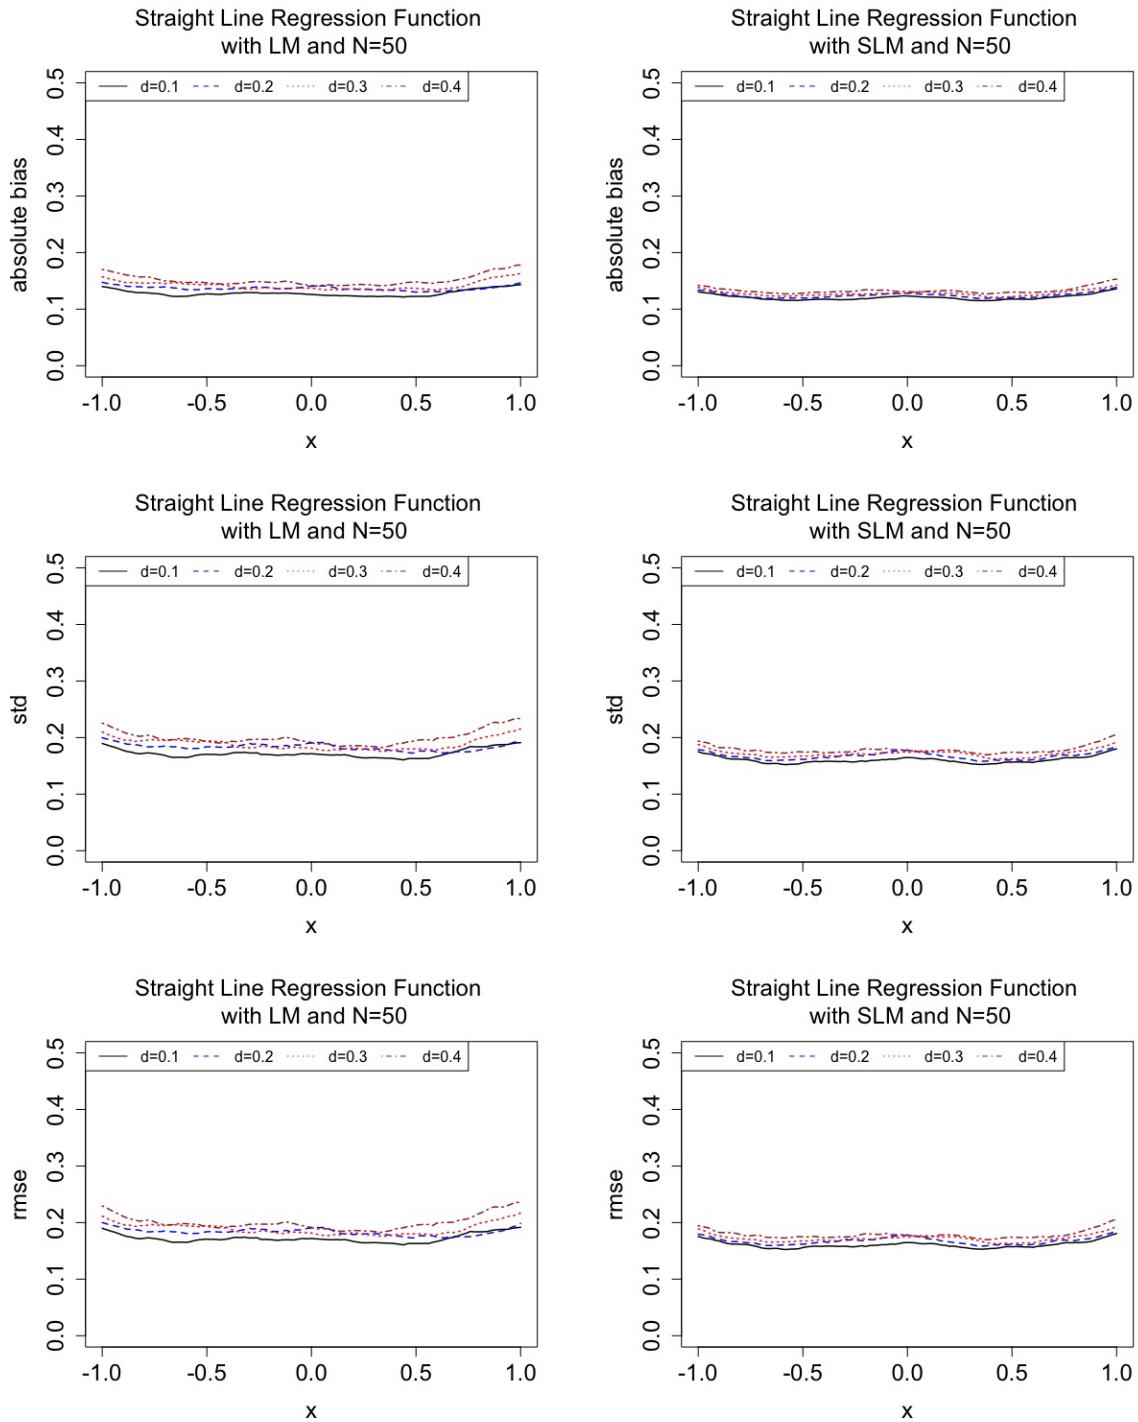 Straight Line Regression Function
with LM and N=50
d=0.1 d=0.2 d=0.3 d=0.4
absolute bias
0.5
0.4
0.3
0.2
0.1
0.0
-1.0 -0.5 0.0 0.5 1.0
x
Straight Line Regression Function
with SLM and N=50
d=0.1 d=0.2 d=0.3 d=0.4
absolute bias
0.5
0.4
0.3
0.2
0.1
0.0
-1.0 -0.5 0.0 0.5 1.0
x
Straight Line Regression Function
with LM and N=50
d=0.1 d=0.2 d=0.3 d=0.4
std
0.5
0.4
0.3
0.2
0.1
0.0
-1.0 -0.5 0.0 0.5 1.0
x
Straight Line Regression Function
with SLM and N=50
d=0.1 d=0.2 d=0.3 d=0.4
std
0.5
0.4
0.3
0.2
0.1
0.0
-1.0 -0.5 0.0 0.5 1.0
x
Straight Line Regression Function
with LM and N=50
d=0.1 d=0.2 d=0.3 d=0.4
rmse
0.5
0.4
0.3
0.2
0.1
0.0
-1.0 -0.5 0.0 0.5 1.0
x
Straight Line Regression Function
with SLM and N=50
d=0.1 d=0.2 d=0.3 d=0.4
rmse
0.5
0.4
0.3
0.2
0.1
0.0
-1.0 -0.5 0.0 0.5 1.0
x